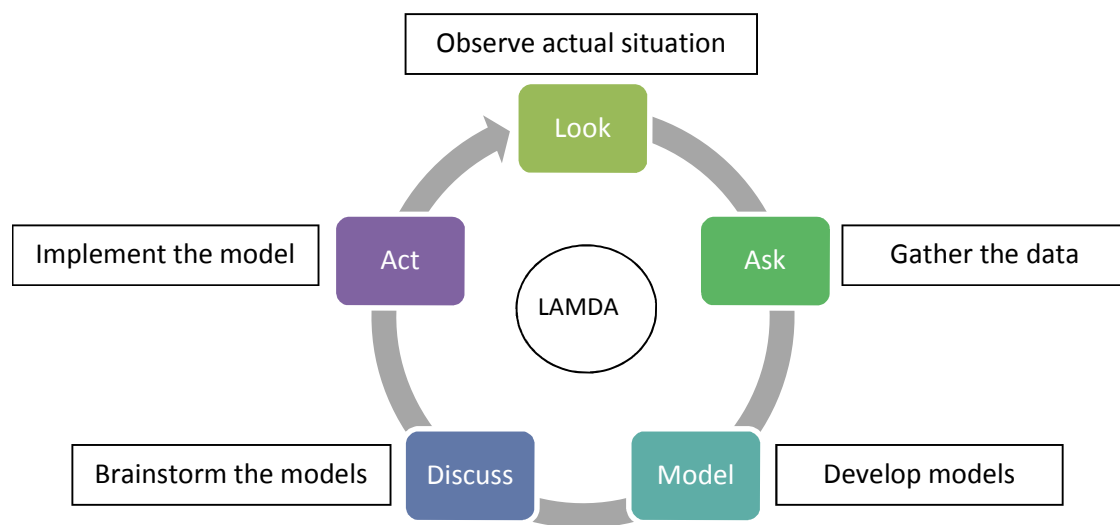 Observe actual situation
Look
Implement the model
Act
Ask
Gather the data
LAMDA
Brainstorm the models
Discuss
Model
Develop models